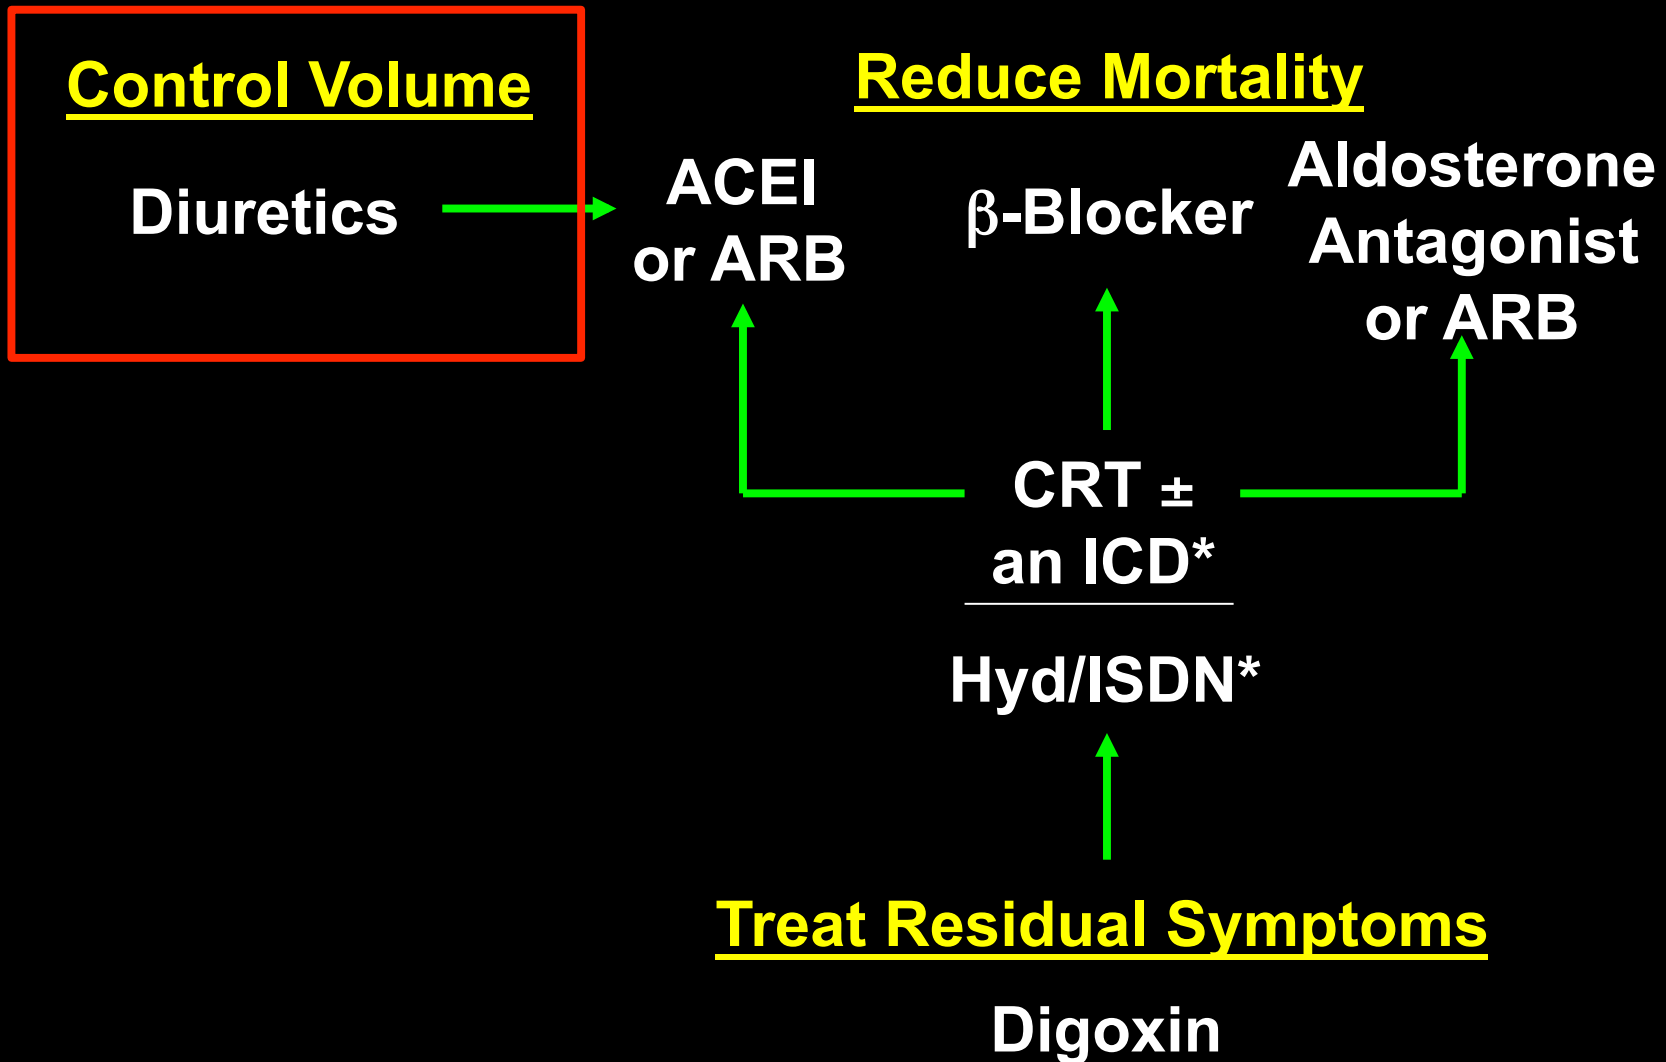 Control Volume
Diuretics
Reduce Mortality
ACEI
or ARB
β-Blocker
Aldosterone
Antagonist
or ARB
CRT ±
an ICD*
Hyd/ISDN*
Treat Residual Symptoms
Digoxin